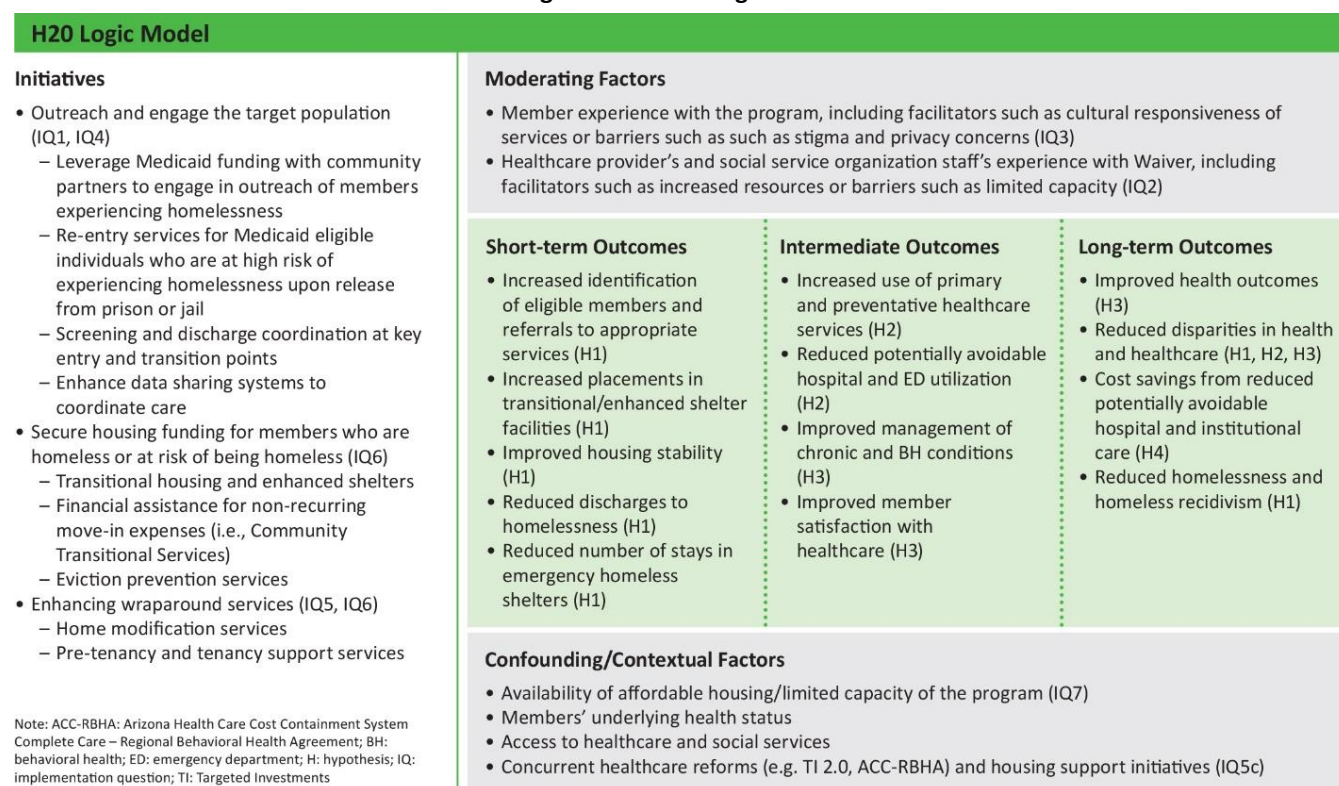 H20 Logic Model
Initiatives
• Outreach and engage the target population
(IQ1, IQ4)
– Leverage Medicaid funding with community
partners to engage in outreach of members
experiencing homelessness
– Re-entry services for Medicaid eligible
individuals who are at high risk of
experiencing homelessness upon release
from prison or jail
– Screening and discharge coordination at key
entry and transition points
– Enhance data sharing systems to
coordinate care
• Secure housing funding for members who are
homeless or at risk of being homeless (IQ6)
– Transitional housing and enhanced shelters
– Financial assistance for non-recurring
move-in expenses (i.e., Community
Transitional Services)
– Eviction prevention services
• Enhancing wraparound services (IQ5, IQ6)
– Home modification services
– Pre-tenancy and tenancy support services
Note: ACC-RBHA: Arizona Health Care Cost Containment System
Complete Care – Regional Behavioral Health Agreement; BH:
behavioral health; ED: emergency department; H: hypothesis; IQ:
implementation question; TI: Targeted Investments
Moderating Factors
• Member experience with the program, including facilitators such as cultural responsiveness of
services or barriers such as such as stigma and privacy concerns (IQ3)
• Healthcare provider's and social service organization staff's experience with Waiver, including
facilitators such as increased resources or barriers such as limited capacity (IQ2)
Short-term Outcomes
• Increased identification
of eligible members and
referrals to appropriate
services (H1)
• Increased placements in
transitional/enhanced shelter
facilities (H1)
• Improved housing stability
(H1)
• Reduced discharges to
homelessness (H1)
• Reduced number of stays in
emergency homeless
shelters (H1)
Intermediate Outcomes
• Increased use of primary
and preventative healthcare
services (H2)
• Reduced potentially avoidable
hospital and ED utilization
(H2)
• Improved management of
chronic and BH conditions
(H3)
• Improved member
satisfaction with
healthcare (H3)
Long-term Outcomes
• Improved health outcomes
(H3)
• Reduced disparities in health
and healthcare (H1, H2, H3)
• Cost savings from reduced
potentially avoidable
hospital and institutional
care (H4)
• Reduced homelessness and
homeless recidivism (H1)
Confounding/Contextual Factors
• Availability of affordable housing/limited capacity of the program (IQ7)
• Members' underlying health status
• Access to healthcare and social services
• Concurrent healthcare reforms (e.g. TI 2.0, ACC-RBHA) and housing support initiatives (IQ5c)